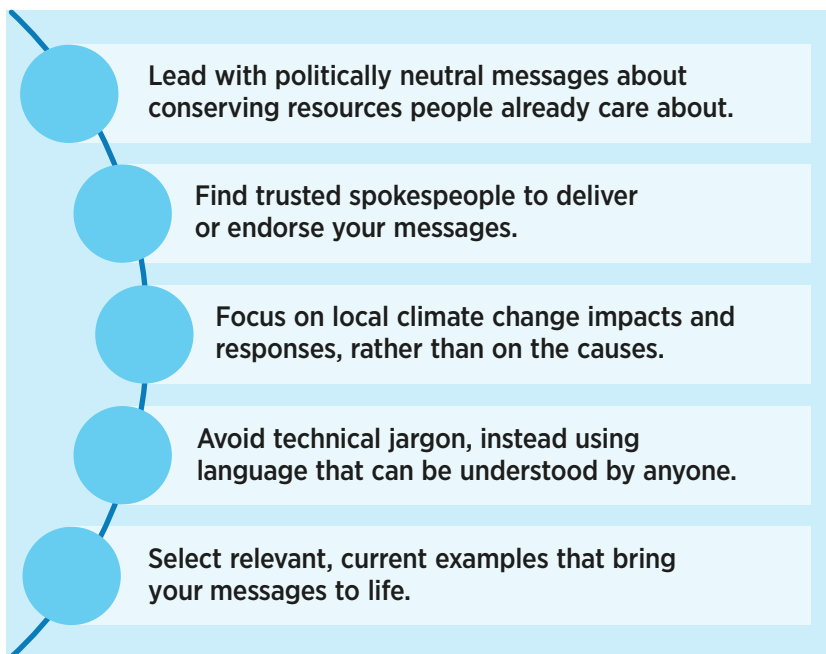 Lead with politically neutral messages about
conserving resources people already care about.
Find trusted spokespeople to deliver
or endorse your messages.
Focus on local climate change impacts and
responses, rather than on the causes.
Avoid technical jargon, instead using
language that can be understood by anyone.
Select relevant, current examples that bring
your messages to life.